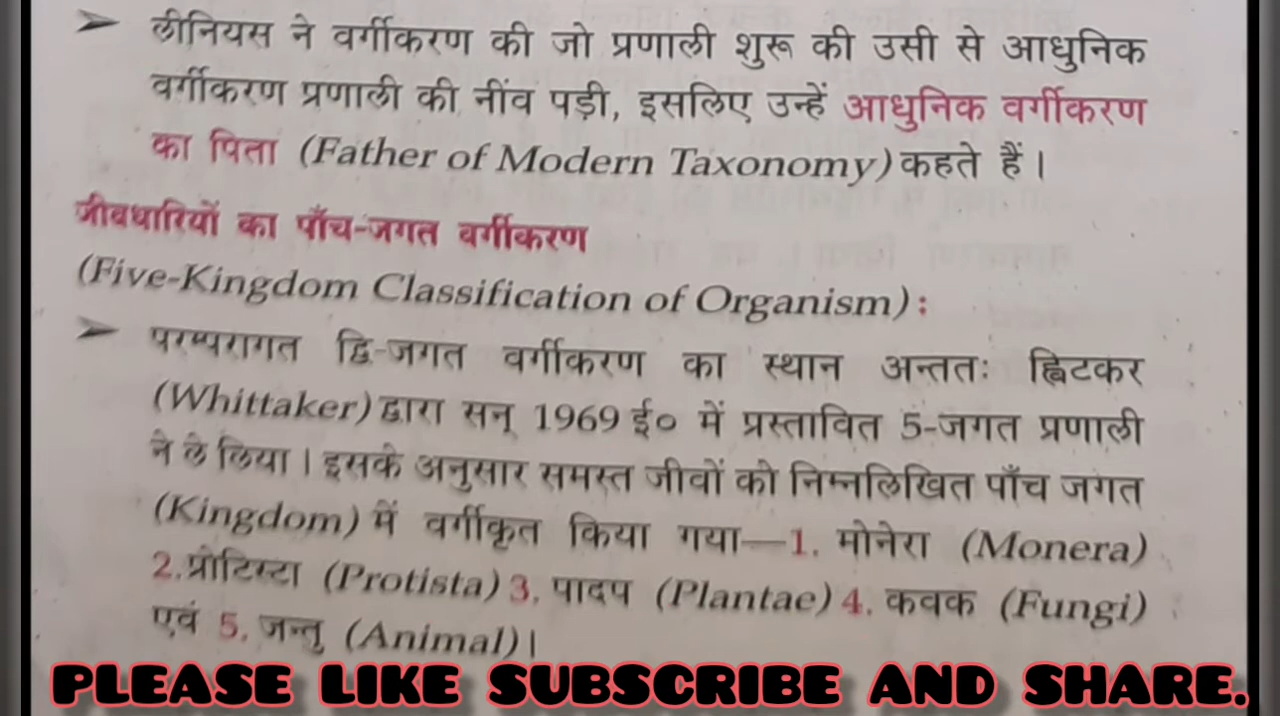 ➤ लीनियस ने वर्गीकरण की जो प्रणाली शुरू की उसी से आधुनिक
वर्गीकरण प्रणाली की नींव पड़ी, इसलिए उन्हें आधुनिक वर्गीकरण
का पिता (Father of Modern Taxonomy) कहते हैं।
जीवधारियों का पाँच-जगत वर्गीकरण
(Five-Kingdom Classification of Organism) :
➤ परम्परागत द्वि-जगत वर्गीकरण का स्थान अन्ततः ह्विटकर
(Whittaker) द्वारा सन् 1969 ई० में प्रस्तावित 5-जगत प्रणाली
ने ले लिया। इसके अनुसार समस्त जीवों को निम्नलिखित पाँच जगत
(Kingdom) में वर्गीकृत किया गया—1. मोनेरा (Monera)
2. प्रोटिस्टा (Protista) 3. पादप (Plantae) 4. कवक (Fungi)
एवं 5. जन्तु (Animal)।
PLEASE LIKE SUBSCRIBE AND SHARE.